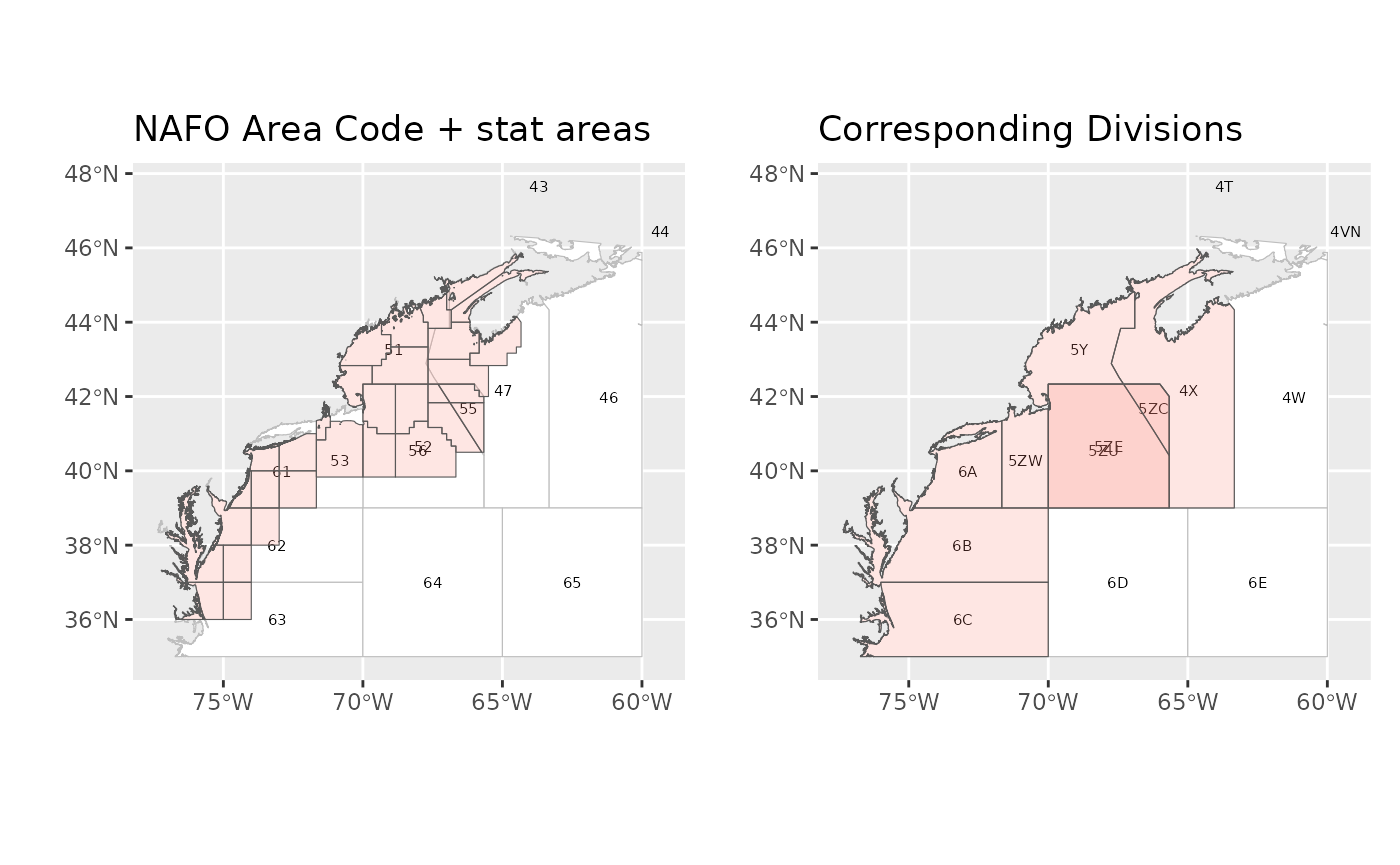 NAFO Area Code + stat areas
48°N
46°N
44°N
42°N
40°N
38°N
36°N
43
44
51
47
46
55
52
56
53
61
62
64
65
63
75°W
70°W
65°W
60°W
Corresponding Divisions
48°N
46°N
44°N
42°N
40°N
38°N
36°N
4T
4VN
5Y
4X
4W
5ZC
5ZE
5ZU
5ZW
6A
6B
6D
6E
6C
75°W
70°W
65°W
60°W